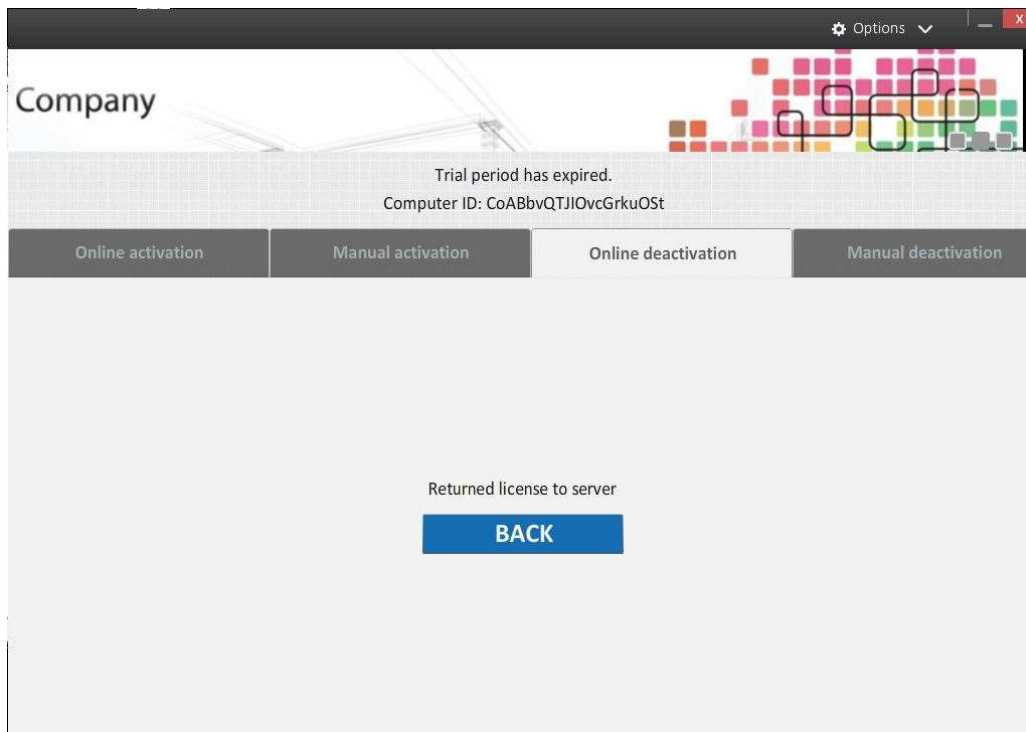 Options
X
Company
Trial period has expired.
Computer ID: CoABbvQTJIOvcGrkuOSt
Online activation
Manual activation
Online deactivation
Manual deactivation
Returned license to server
BACK